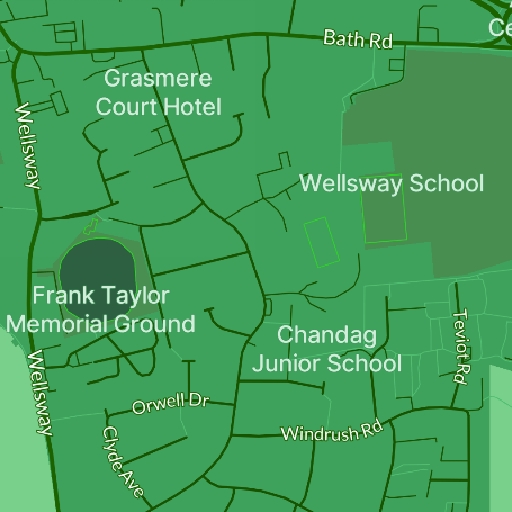 Ce
Bath Rd
Grasmere
Court Hotel
Wellsway
Wellsway School
Frank Taylor
Memorial Ground
Chandag
Junior School
Teviot Rd
Wellsway
Orwell Dr
Windrush Rd
Clyde Ave